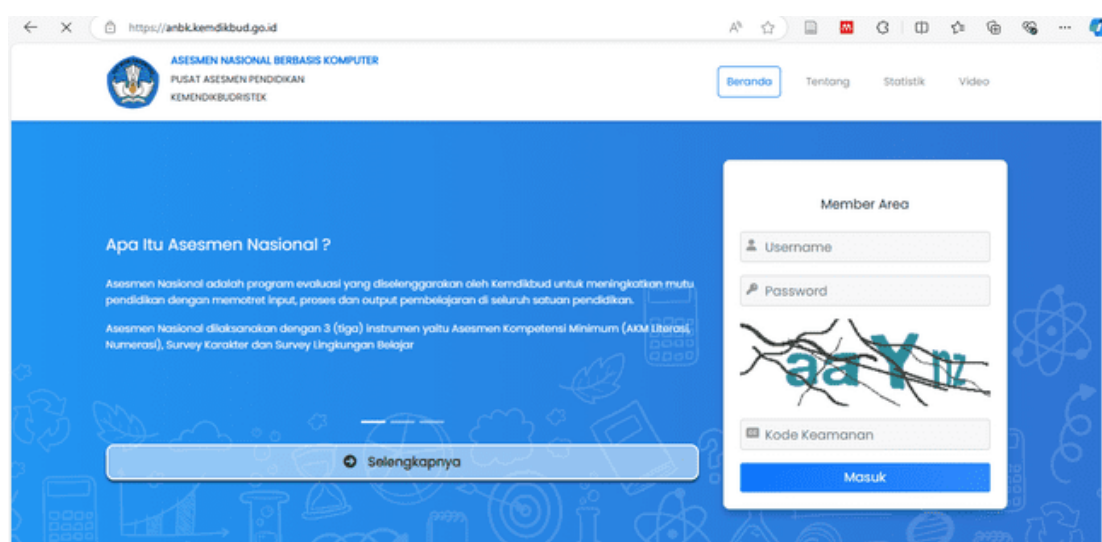 https://anbk.kemdikbud.go.id
ASESMEN NASIONAL BERBASIS KOMPUTER
PUSAT ASESMEN PENDIDIKAN
KEMENDIKBUDRISTEK
Beranda Tentang Statistik Video
Apa Itu Asesmen Nasional ?
Asesmen Nasional adalah program evaluasi yang diselenggarakan oleh Kemdikbud untuk meningkatkan mutu
pendidikan dengan memotret input, proses dan output pembelajaran di seluruh satuan pendidikan.
Asesmen Nasional dilaksanakan dengan 3 (tiga) instrumen yaitu Asesmen Kompetensi Minimum (AKM Literasi,
Numerasi), Survey Karakter dan Survey Lingkungan Belajar
Selengkapnya
Member Area
Username
Password
Kode Keamanan
Masuk